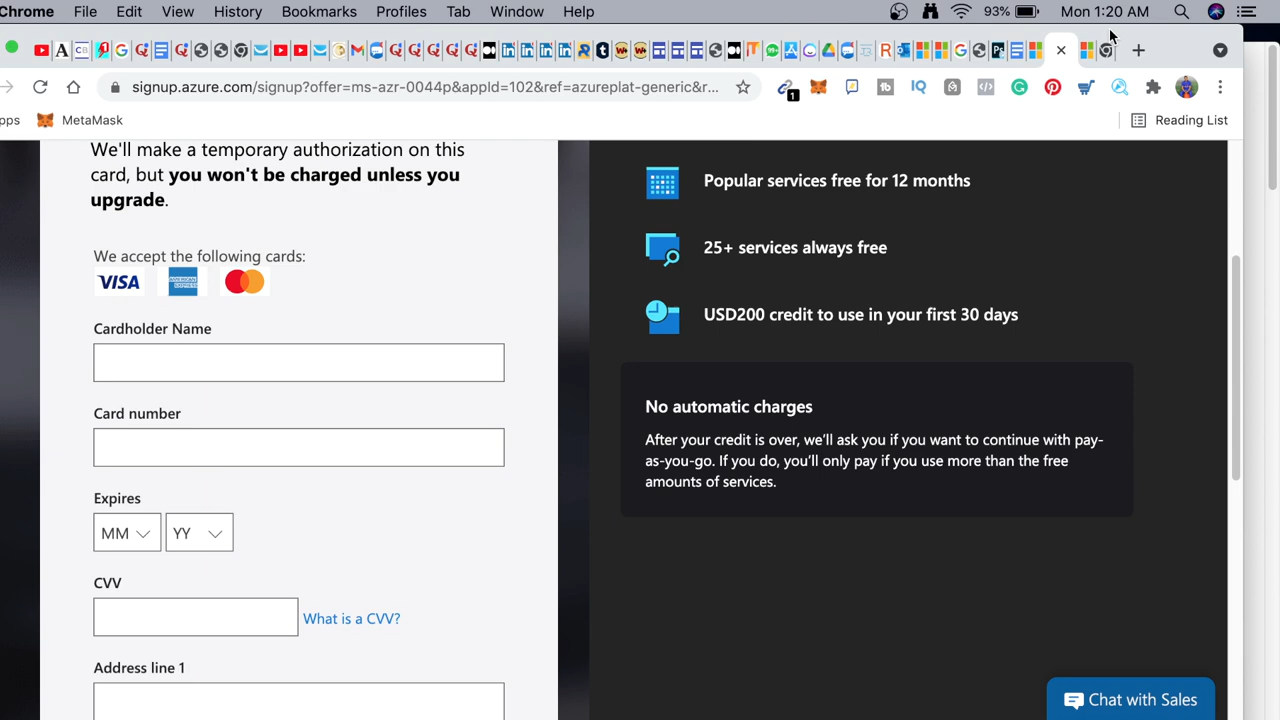 Chrome File Edit View History Bookmarks Profiles Tab Window Help 93% Mon 1:20 AM
signup.azure.com/signup?offer=ms-azr-0044p&appId=102&ref=azureplat-generic&r...
pps MetaMask Reading List
We'll make a temporary authorization on this
card, but you won't be charged unless you
upgrade.
We accept the following cards:
VISA AMERICAN EXPRESS
Cardholder Name
Card number
Expires
MM YY
CVV
What is a CVV?
Address line 1
Popular services free for 12 months
25+ services always free
USD200 credit to use in your first 30 days
No automatic charges
After your credit is over, we'll ask you if you want to continue with pay-
as-you-go. If you do, you'll only pay if you use more than the free
amounts of services.
Chat with Sales